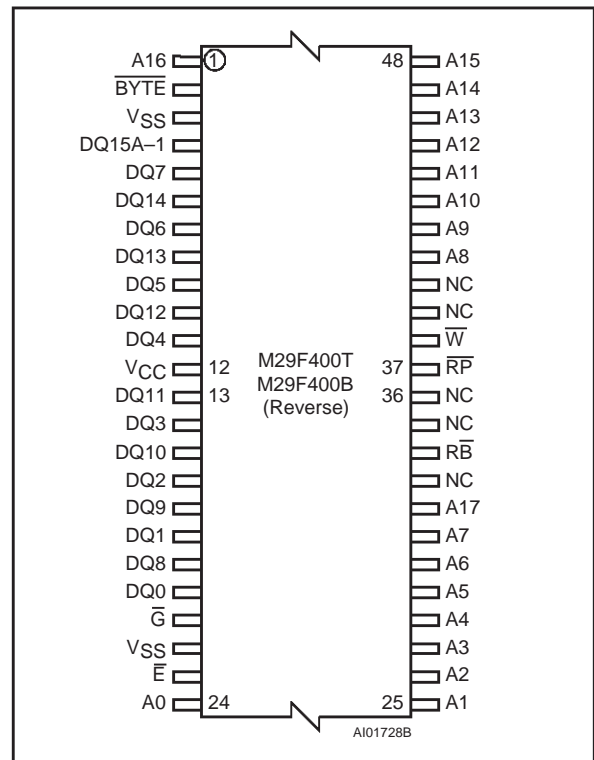 A16 1 48 A15
B̅Y̅T̅E̅ A14
VSS A13
DQ15A–1 A12
DQ7 A11
DQ14 A10
DQ6 A9
DQ13 A8
DQ5 NC
DQ12 NC
DQ4 W̅
VCC 12 M29F400T 37 R̅P̅
DQ11 13 M29F400B 36 NC
(Reverse)
DQ3 NC
DQ10 RB̅
DQ2 NC
DQ9 A17
DQ1 A7
DQ8 A6
DQ0 A5
G̅ A4
VSS A3
E̅ A2
A0 24 25 A1
AI01728B